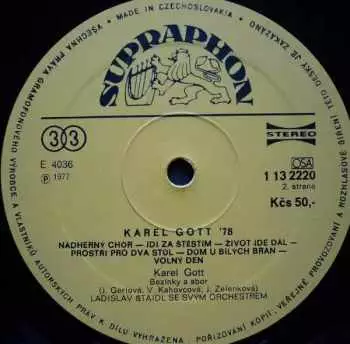 MADE IN CZECHOSLOVAKIA • VŠECHNA PRÁVA GRAMOFONOVÉHO VÝROBCE A VLASTNÍKŮ AUTORSKÝCH PRÁV K DÍLU VYHRAŽENA. POŘIZOVÁNÍ KOPIÍ, VEŘEJNÉ PROVOZOVÁNÍ A ROZHLASOVÉ ŠÍŘENÍ TÉTO DESKY JE ZAKÁZÁNO
SUPRAPHON
33
STEREO
E 4036
Ⓟ 1977
OSA
1 13 2220
2. strana
Kčs 50,-
KAREL GOTT '78
NÁDHERNÝ CHÓR — JDI ZA ŠTĚSTÍM — ŽIVOT JDE DÁL —
PROSTŘI PRO DVA STŮL — DŮM U BÍLÝCH BRAN —
VOLNÝ DEN
Karel Gott
Bezinky a sbor
(J. Geriová, V. Kahovcová, J. Zelenková)
LADISLAV ŠTAIDL SE SVÝM ORCHESTREM